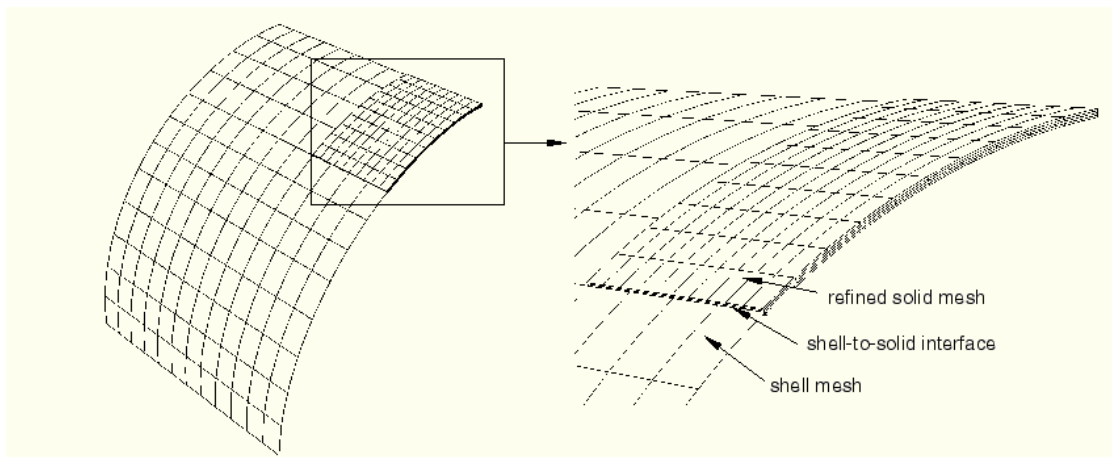 refined solid mesh
shell-to-solid interface
shell mesh